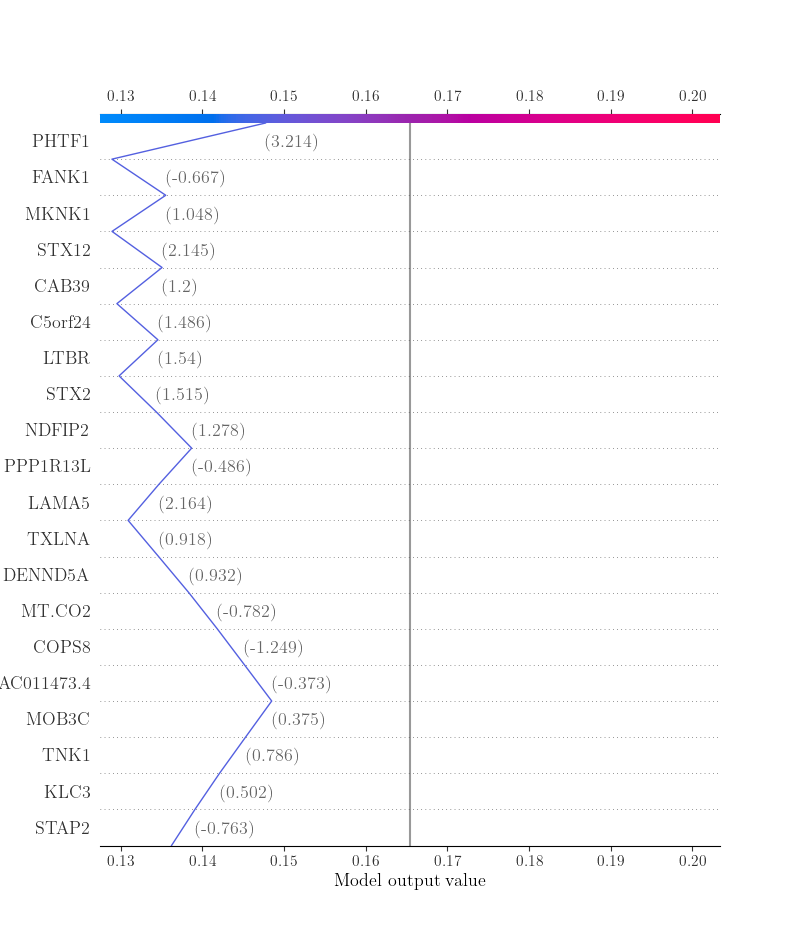 0.13 0.14 0.15 0.16 0.17 0.18 0.19 0.20
PHTF1 (3.214)
FANK1 (-0.667)
MKNK1 (1.048)
STX12 (2.145)
CAB39 (1.2)
C5orf24 (1.486)
LTBR (1.54)
STX2 (1.515)
NDFIP2 (1.278)
PPP1R13L (-0.486)
LAMA5 (2.164)
TXLNA (0.918)
DENND5A (0.932)
MT.CO2 (-0.782)
COPS8 (-1.249)
AC011473.4 (-0.373)
MOB3C (0.375)
TNK1 (0.786)
KLC3 (0.502)
STAP2 (-0.763)
0.13 0.14 0.15 0.16 0.17 0.18 0.19 0.20
Model output value